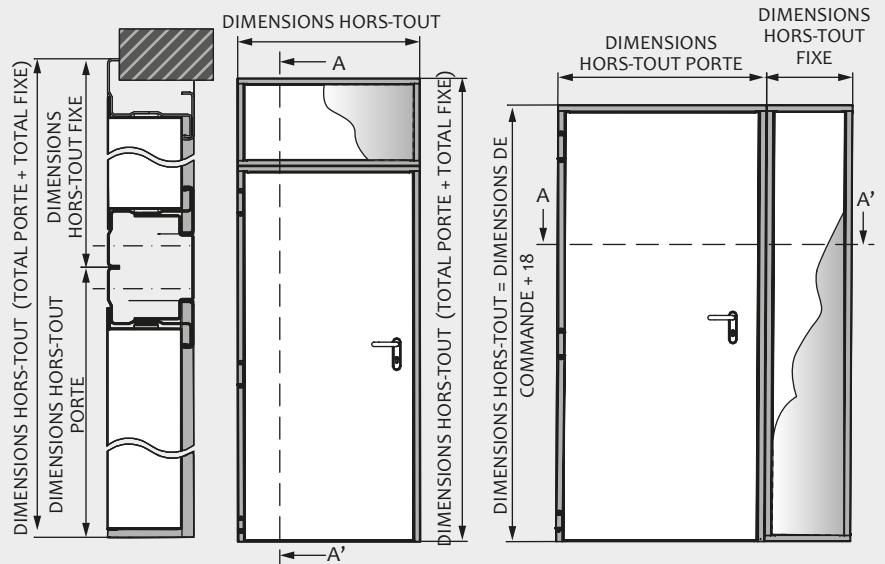 DIMENSIONS HORS-TOUT (TOTAL PORTE + TOTAL FIXE)
DIMENSIONS
HORS-TOUT FIXE
DIMENSIONS HORS-TOUT
PORTE
DIMENSIONS HORS-TOUT
A
A'
DIMENSIONS HORS-TOUT (TOTAL PORTE + TOTAL FIXE)
DIMENSIONS HORS-TOUT = DIMENSIONS DE
COMMANDE + 18
DIMENSIONS
HORS-TOUT PORTE
DIMENSIONS
HORS-TOUT
FIXE
A
A'